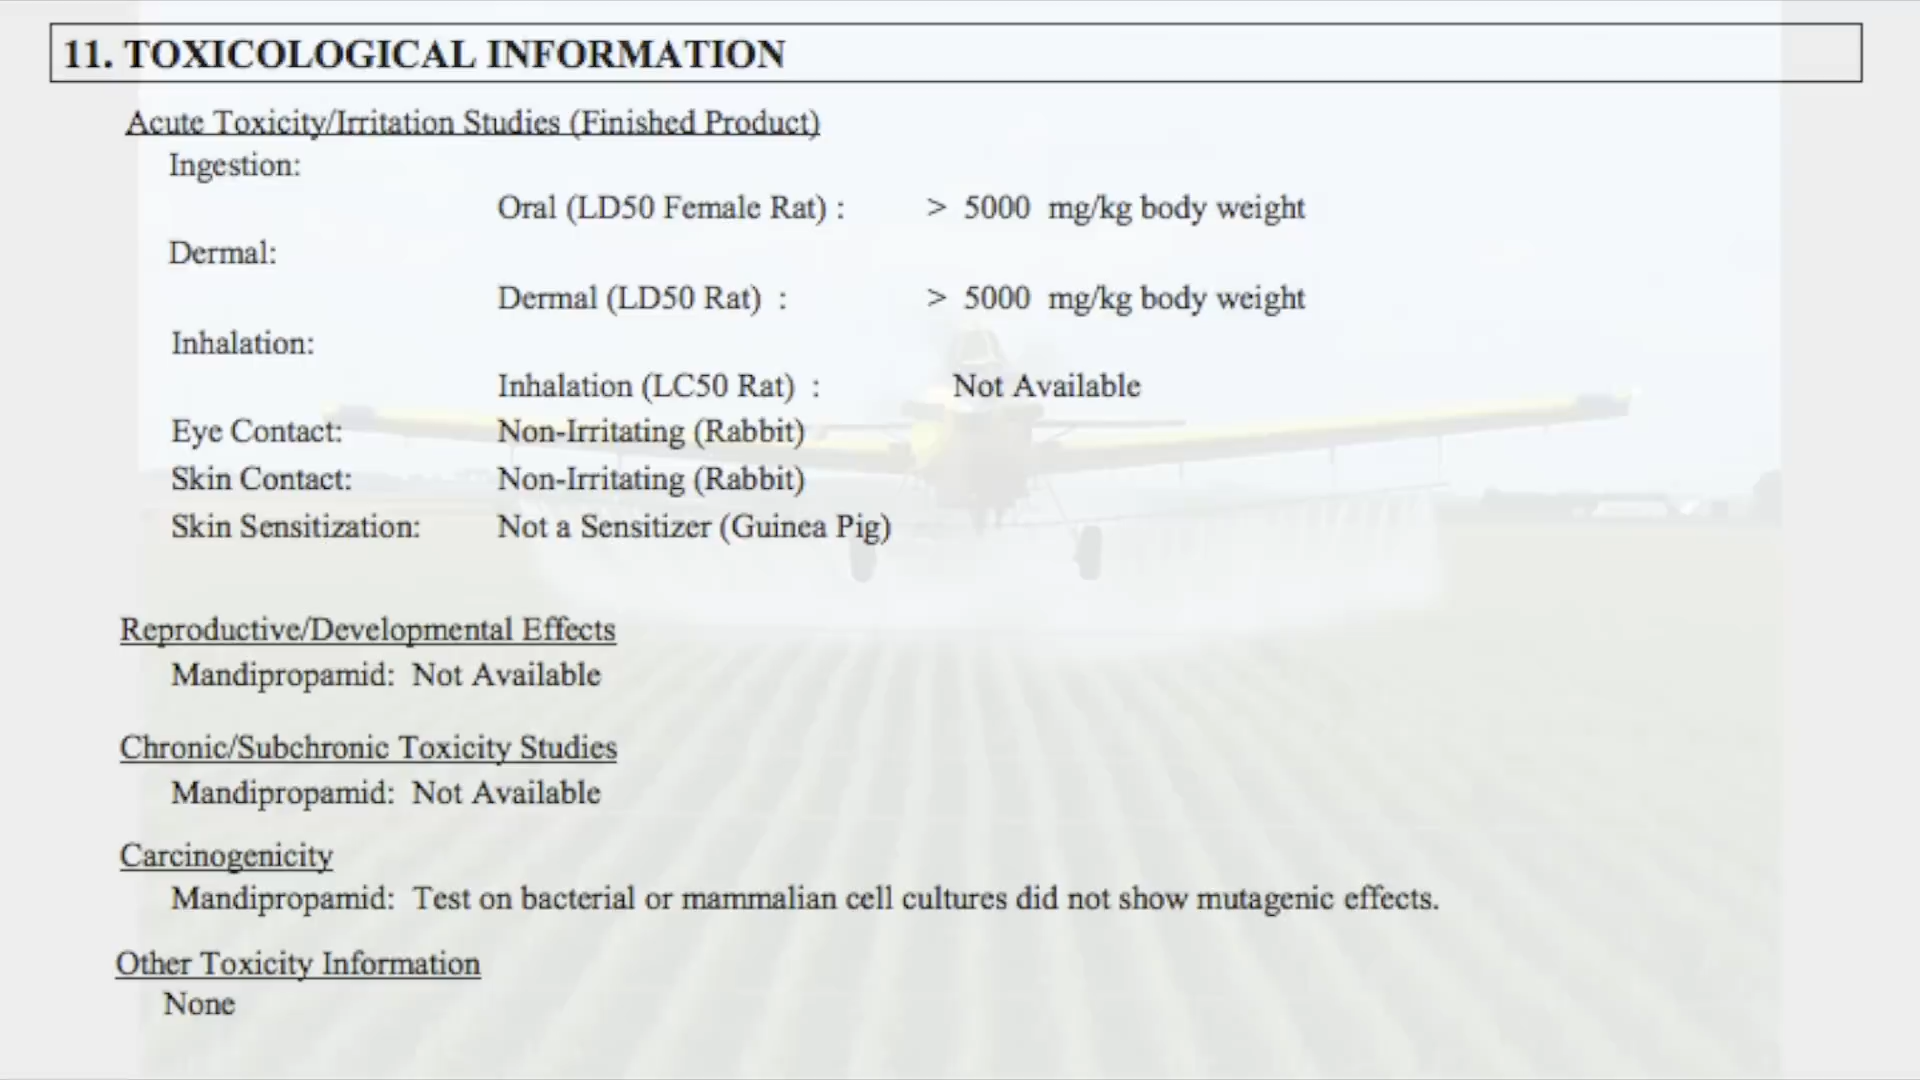 11. TOXICOLOGICAL INFORMATION
Acute Toxicity/Irritation Studies (Finished Product)
Ingestion:
Oral (LD50 Female Rat) : > 5000 mg/kg body weight
Dermal:
Dermal (LD50 Rat) : > 5000 mg/kg body weight
Inhalation:
Inhalation (LC50 Rat) : Not Available
Eye Contact: Non-Irritating (Rabbit)
Skin Contact: Non-Irritating (Rabbit)
Skin Sensitization: Not a Sensitizer (Guinea Pig)
Reproductive/Developmental Effects
Mandipropamid: Not Available
Chronic/Subchronic Toxicity Studies
Mandipropamid: Not Available
Carcinogenicity
Mandipropamid: Test on bacterial or mammalian cell cultures did not show mutagenic effects.
Other Toxicity Information
None